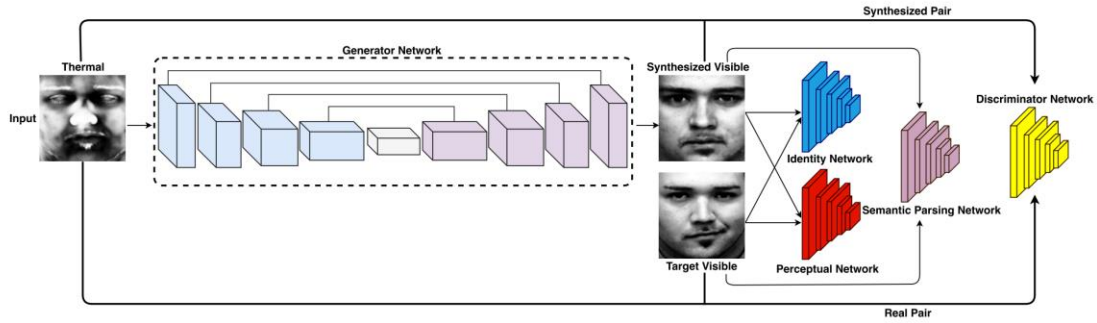 Synthesized Pair
Generator Network
Thermal
Synthesized Visible
Input
Discriminator Network
Identity Network
Semantic Parsing Network
Target Visible
Perceptual Network
Real Pair